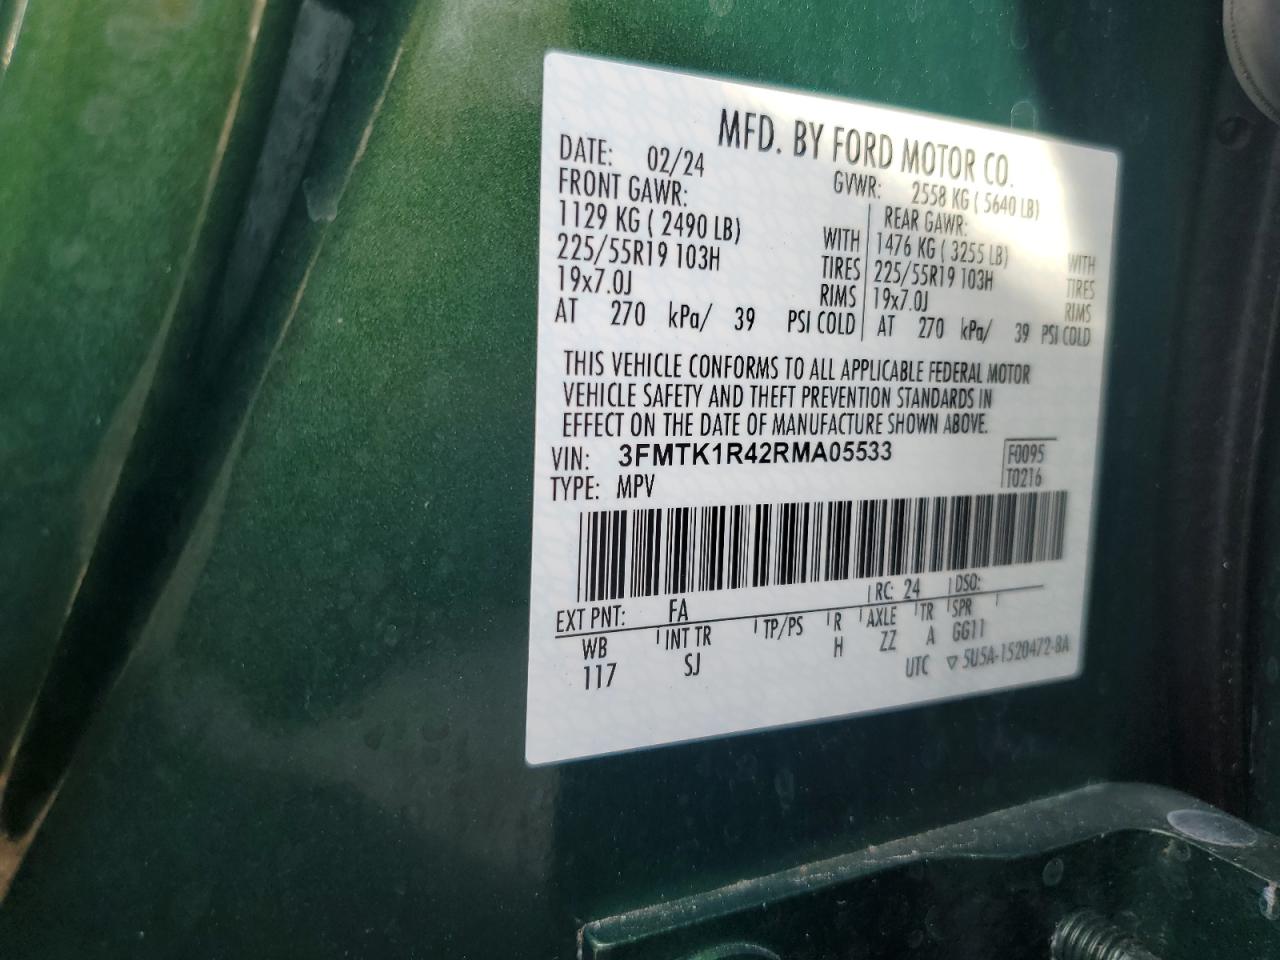 MFD. BY FORD MOTOR CO.
DATE: 02/24 GVWR: 2558 KG ( 5640 LB)
FRONT GAWR: REAR GAWR:
1129 KG ( 2490 LB) WITH 1476 KG ( 3255 LB) WITH
225/55R19 103H TIRES 225/55R19 103H TIRES
19x7.0J RIMS 19x7.0J RIMS
AT 270 kPa/ 39 PSI COLD AT 270 kPa/ 39 PSI COLD
THIS VEHICLE CONFORMS TO ALL APPLICABLE FEDERAL MOTOR
VEHICLE SAFETY AND THEFT PREVENTION STANDARDS IN
EFFECT ON THE DATE OF MANUFACTURE SHOWN ABOVE.
VIN: 3FMTK1R42RMA05533 F0095
TYPE: MPV T0216
EXT PNT: FA RC: 24 DSO:
WB INT TR TP/PS R AXLE TR SPR
117 SJ H ZZ A GG11
UTC ▽ 5U5A-1520472-8A